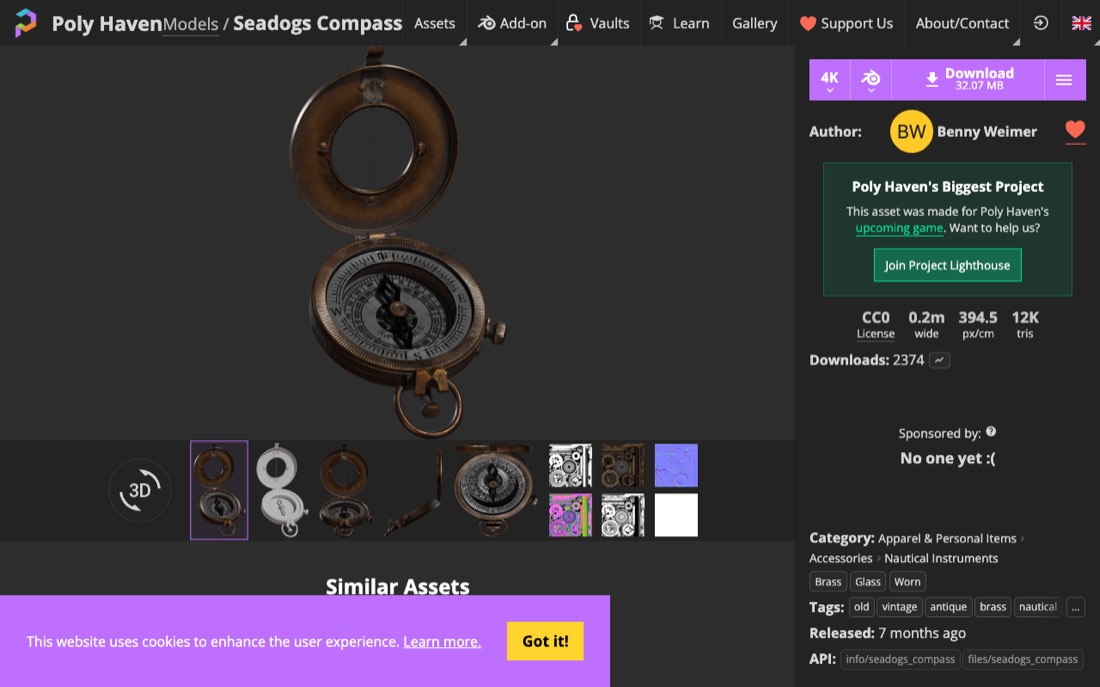 Poly Haven
Models / Seadogs Compass
Assets
Add-on
Vaults
Learn
Gallery
Support Us
About/Contact
4K
Download
32.07 MB
Author:
BW
Benny Weimer
Poly Haven's Biggest Project
This asset was made for Poly Haven's
upcoming game. Want to help us?
Join Project Lighthouse
CC0
License
0.2m
wide
394.5
px/cm
12K
tris
Downloads: 2374
Sponsored by: ?
No one yet :(
3D
Category: Apparel & Personal Items ›
Accessories › Nautical Instruments
Brass
Glass
Worn
Tags: old vintage antique brass nautical ...
Released: 7 months ago
API: info/seadogs_compass files/seadogs_compass
Similar Assets
This website uses cookies to enhance the user experience. Learn more.
Got it!